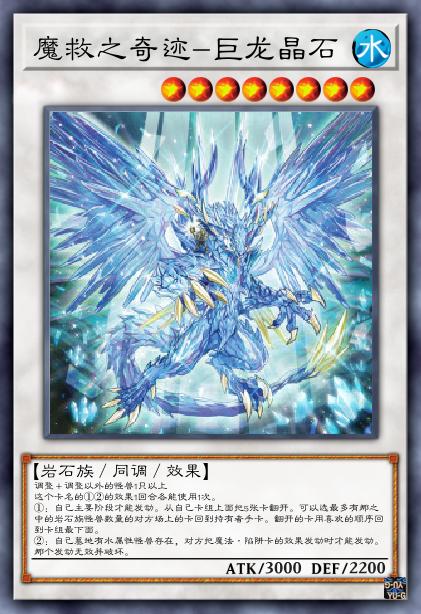 魔救之奇迹-巨龙晶石
水
【岩石族/同调/效果】
调整+调整以外的怪兽1只以上
这个卡名的①②的效果1回合各能使用1次。
①:自己主要阶段才能发动。从自己卡组上面把5张卡翻开。可以选最多有那之
中的岩石族怪兽数量的对方场上的卡回到持有者手卡。翻开的卡用喜欢的顺序回
到卡组最下面。
②:自己墓地有水属性怪兽存在,对方把魔法·陷阱卡的效果发动时才能发动。
那个发动无效并破坏。
ATK/3000 DEF/2200